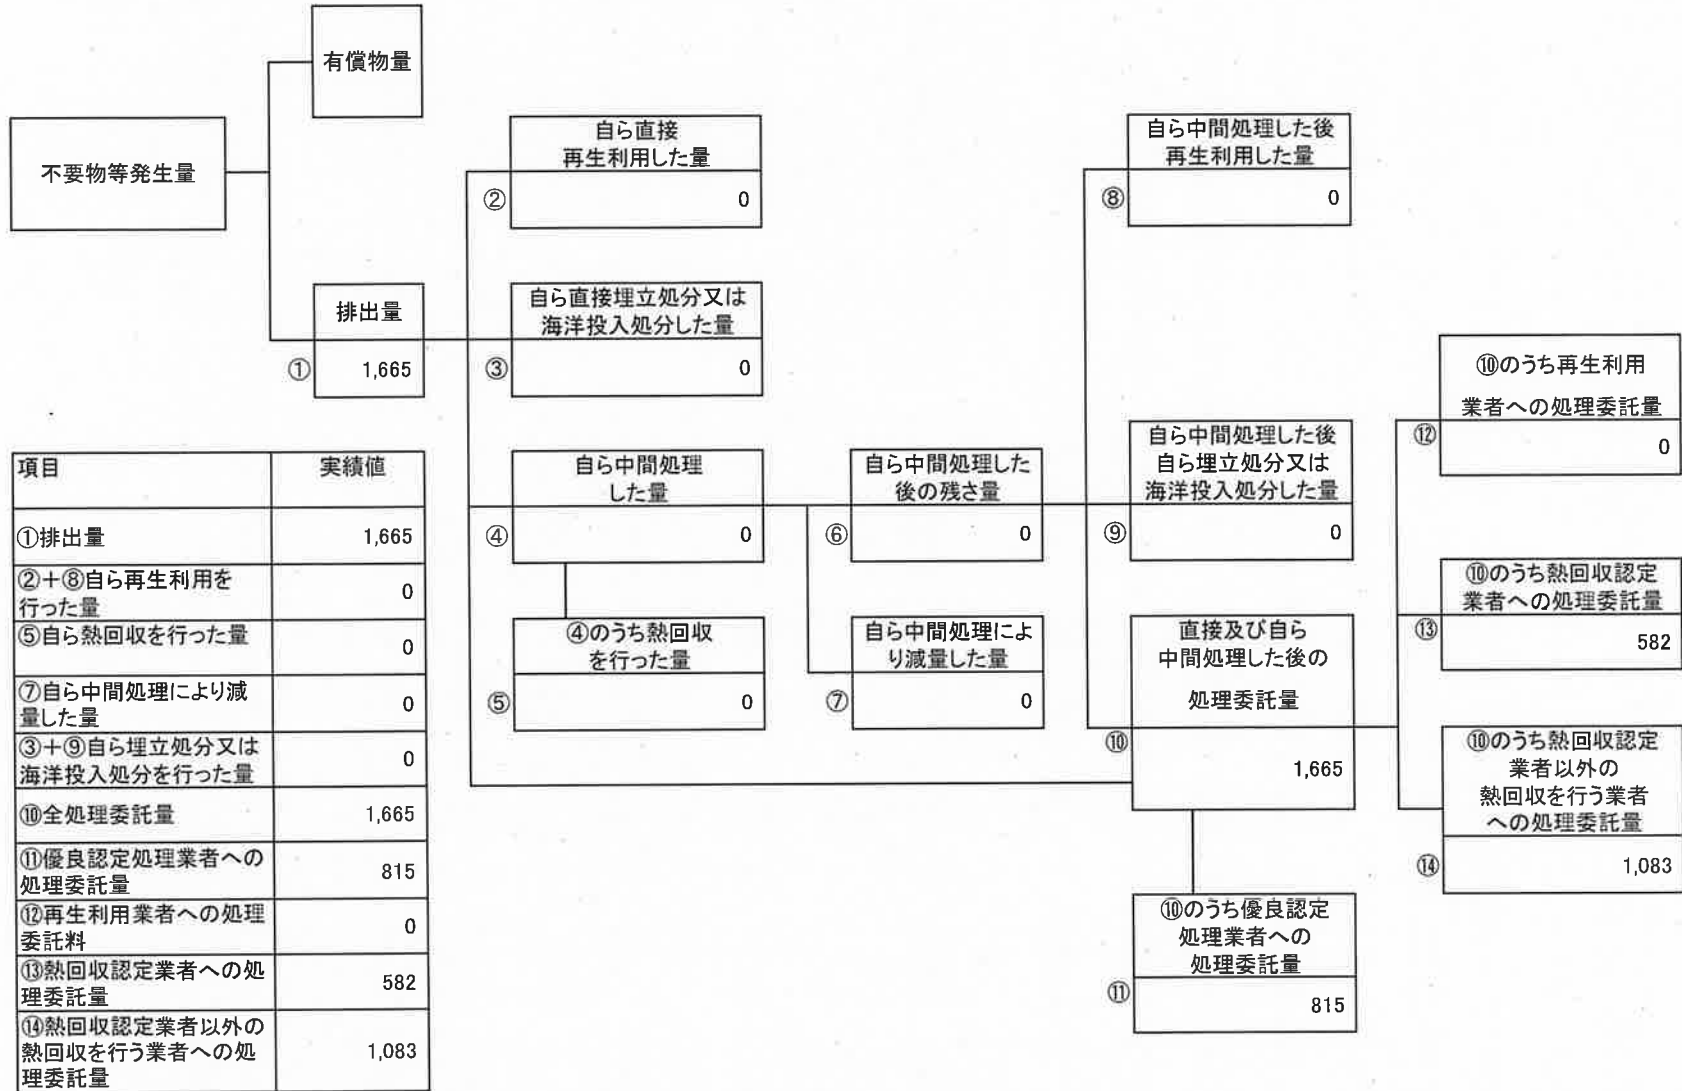 有償物量
不要物等発生量
自ら直接
再生利用した量
②
0
自ら中間処理した後
再生利用した量
⑧
0
排出量
①
1,665
自ら直接埋立処分又は
海洋投入処分した量
③
0
⑩のうち再生利用
業者への処理委託量
⑫
0
自ら中間処理
した量
④
0
自ら中間処理した
後の残さ量
⑥
0
自ら中間処理した後
自ら埋立処分又は
海洋投入処分した量
⑨
0
⑩のうち熱回収認定
業者への処理委託量
⑬
582
④のうち熱回収
を行った量
⑤
0
自ら中間処理によ
り減量した量
⑦
0
直接及び自ら
中間処理した後の
処理委託量
⑩
1,665
⑩のうち熱回収認定
業者以外の
熱回収を行う業者
への処理委託量
⑭
1,083
⑩のうち優良認定
処理業者への
処理委託量
⑪
815
項目 実績値
①排出量 1,665
②+⑧自ら再生利用を
行った量
0
⑤自ら熱回収を行った量
0
⑦自ら中間処理により減
量した量
0
③+⑨自ら埋立処分又は
海洋投入処分を行った量
0
⑩全処理委託量 1,665
⑪優良認定処理業者への
処理委託量
815
⑫再生利用業者への処理
委託料
0
⑬熱回収認定業者への処
理委託量
582
⑭熱回収認定業者以外の
熱回収を行う業者への処
理委託量
1,083